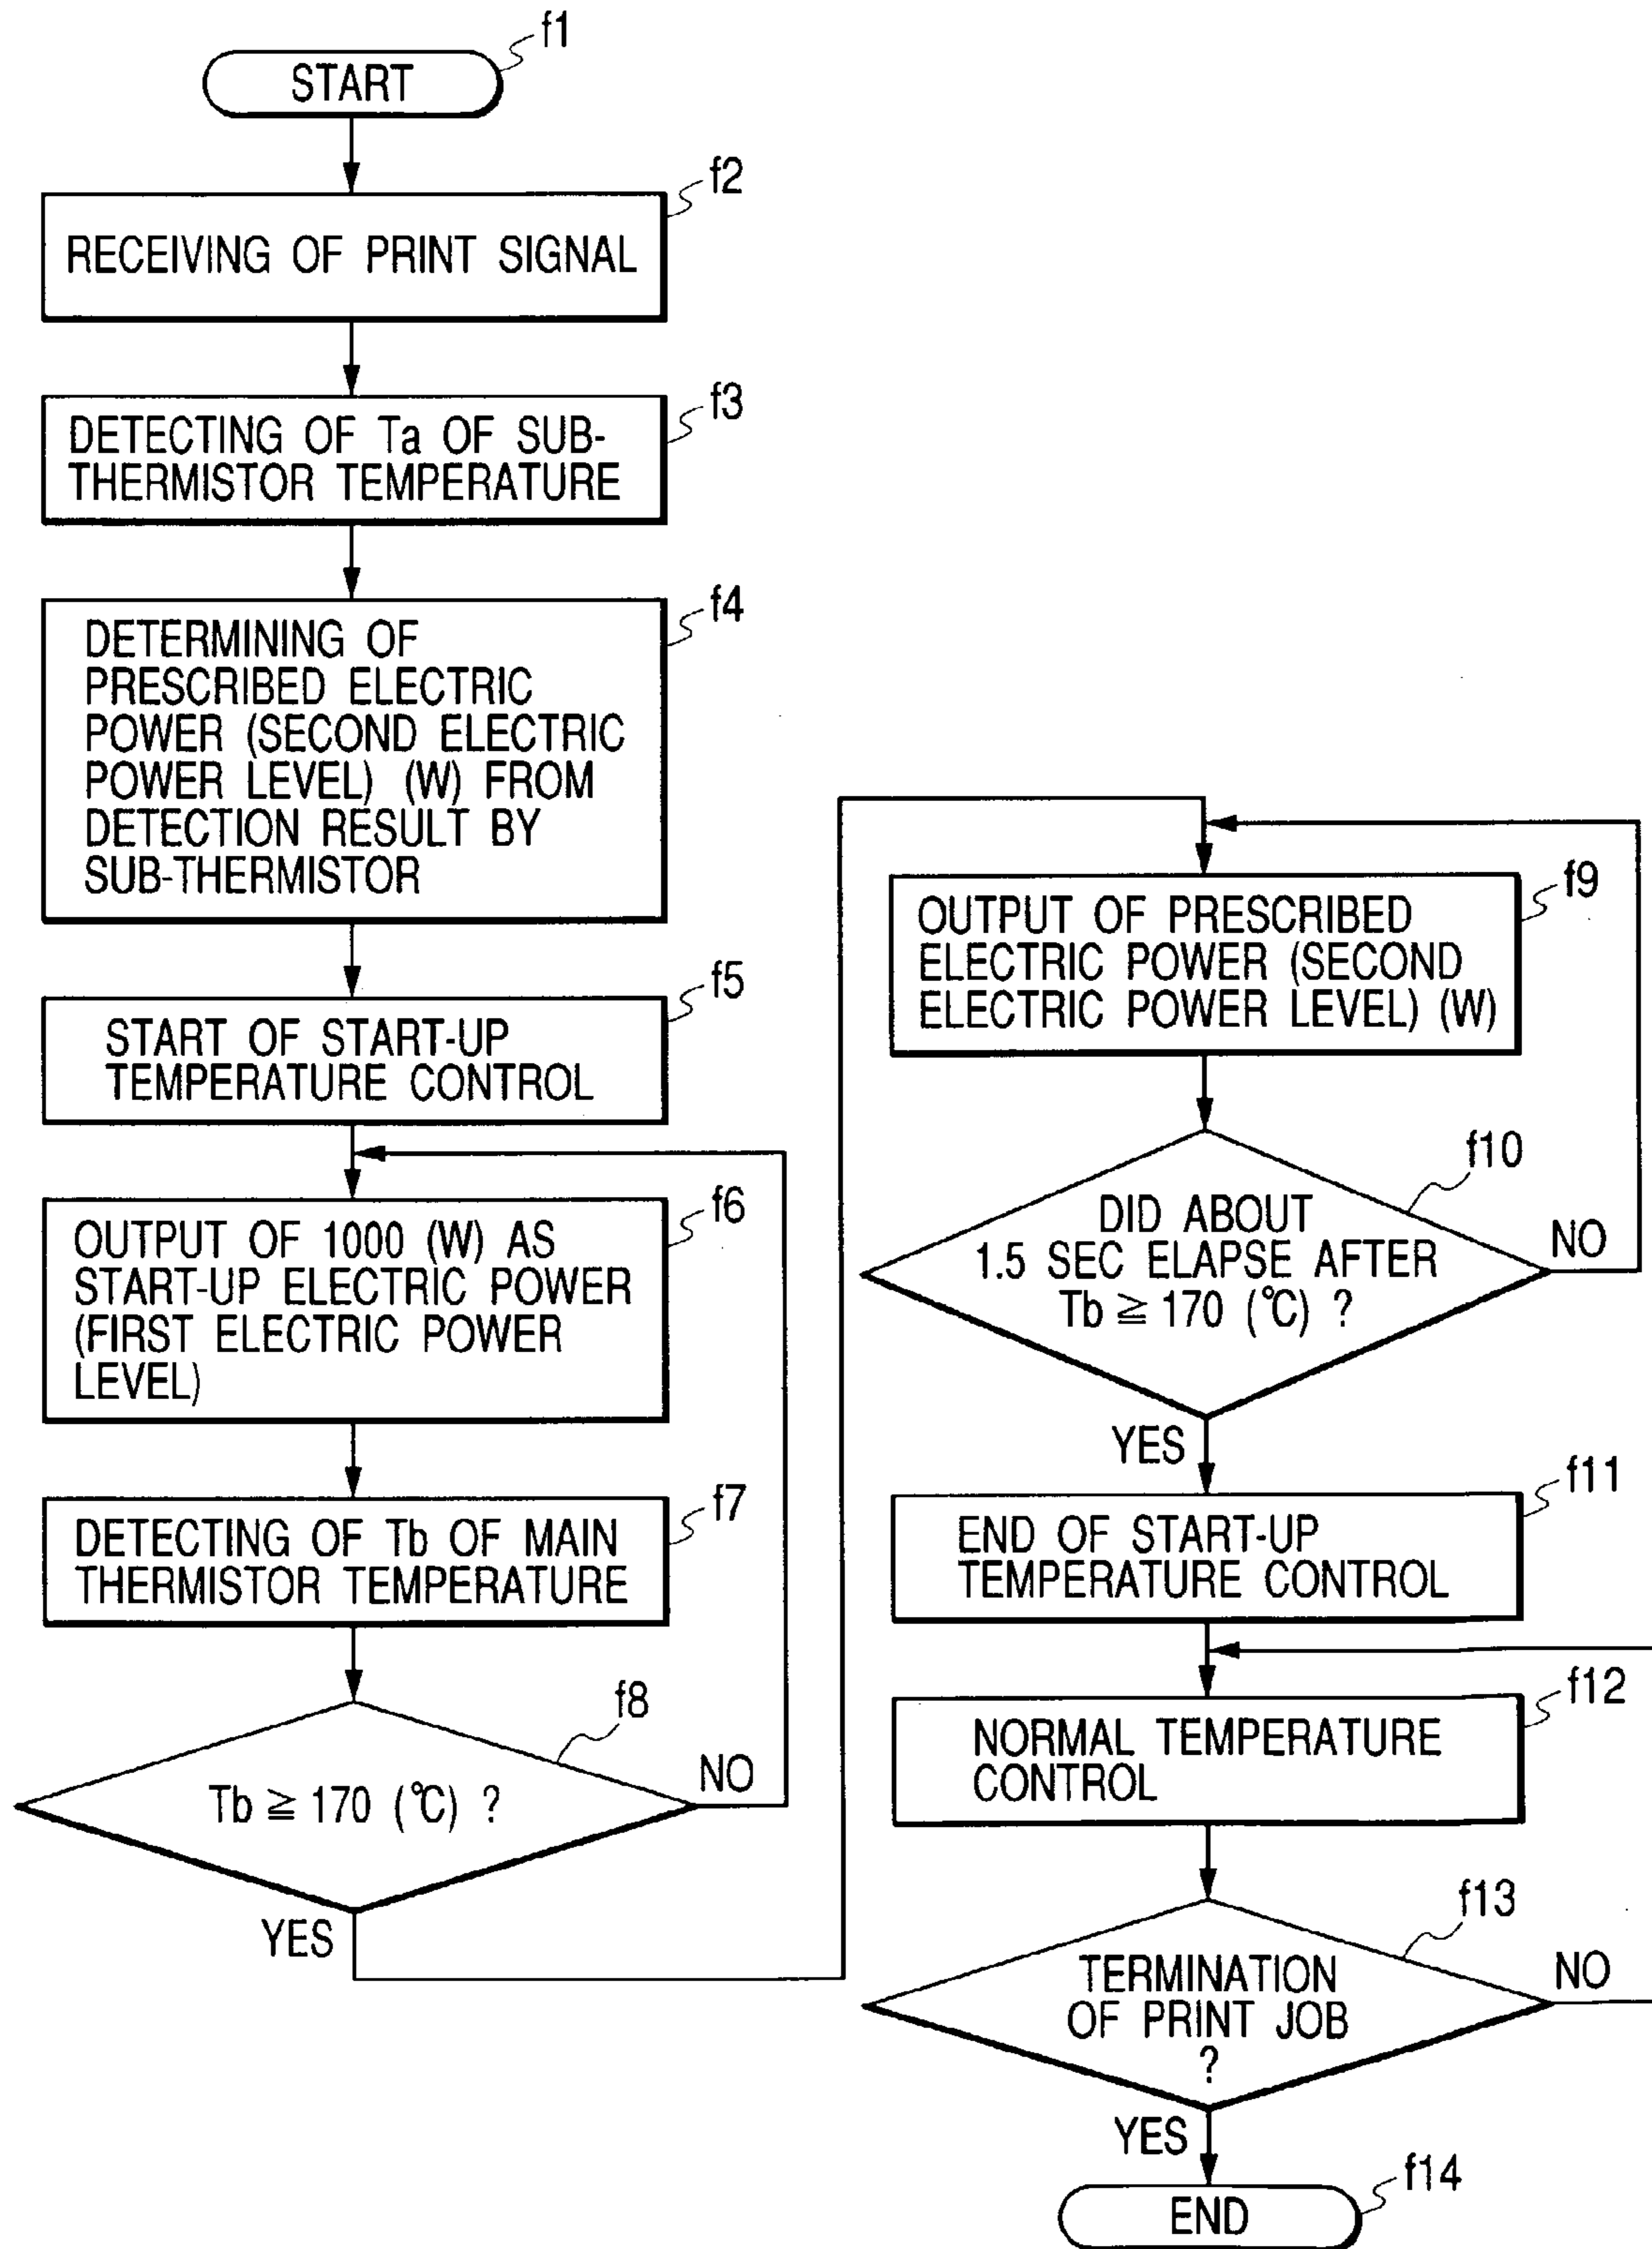 f1
START
f2
RECEIVING OF PRINT SIGNAL
f3
DETECTING OF Ta OF SUB-
THERMISTOR TEMPERATURE
f4
DETERMINING OF
PRESCRIBED ELECTRIC
POWER (SECOND ELECTRIC
POWER LEVEL) (W) FROM
DETECTION RESULT BY
SUB-THERMISTOR
f5
START OF START-UP
TEMPERATURE CONTROL
f6
OUTPUT OF 1000 (W) AS
START-UP ELECTRIC POWER
(FIRST ELECTRIC POWER
LEVEL)
f7
DETECTING OF Tb OF MAIN
THERMISTOR TEMPERATURE
f8
Tb ≧ 170 (℃) ?
NO
YES
f9
OUTPUT OF PRESCRIBED
ELECTRIC POWER (SECOND
ELECTRIC POWER LEVEL) (W)
f10
DID ABOUT
1.5 SEC ELAPSE AFTER
Tb ≧ 170 (℃) ?
NO
YES
f11
END OF START-UP
TEMPERATURE CONTROL
f12
NORMAL TEMPERATURE
CONTROL
f13
TERMINATION
OF PRINT JOB
?
NO
YES
f14
END